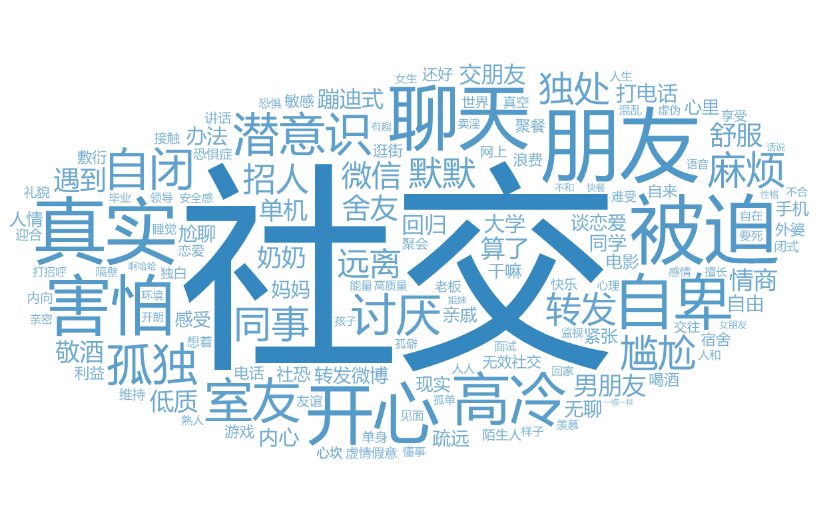 女生
还好
交朋友
恐惧
敏感
蹦迪式
独处
打电话
人生
世界
真空
混乱
虚伪
心里
讲话
卖淫
享受
聊天
朋友
潜意识
有趣
聚餐
舒服
接触
办法
恐惧症
逛街
网上
浪费
语音
话说
敷衍
自闭
遇到
招人
微信
默默
麻烦
礼貌
毕业
领导
安全感
不和
快餐
难受
自来
性格
不合
真实
单机
舍友
回归
大学
谈恋爱
被迫
手机
自在
人情
迎合
睡觉
尴聊
恋爱
聚会
算了
同学
要死
外婆
闭式
社交
啊哈哈
奶奶
远离
干嘛
电影
打招呼
隔壁
独白
感情
擅长
情商
害怕
环境
妈妈
能量
高质量
老板
快乐
心理
自卑
内向
亲密
开朗
感受
同事
孩子
讨厌
姐妹
亲戚
转发
自由
交往
女朋友
想着
孤僻
面试
监视
紧张
宿舍
敬酒
孤独
无效社交
尴尬
人和
利益
电话
社恐
转发微博
现实
人人
回家
男朋友
喝酒
维持
低质
室友
友谊
开心
孤单
高冷
无聊
一模一样
熟人
见面
羡慕
游戏
内心
单身
疏远
陌生人
样子
心坎
虚情假意
懂事